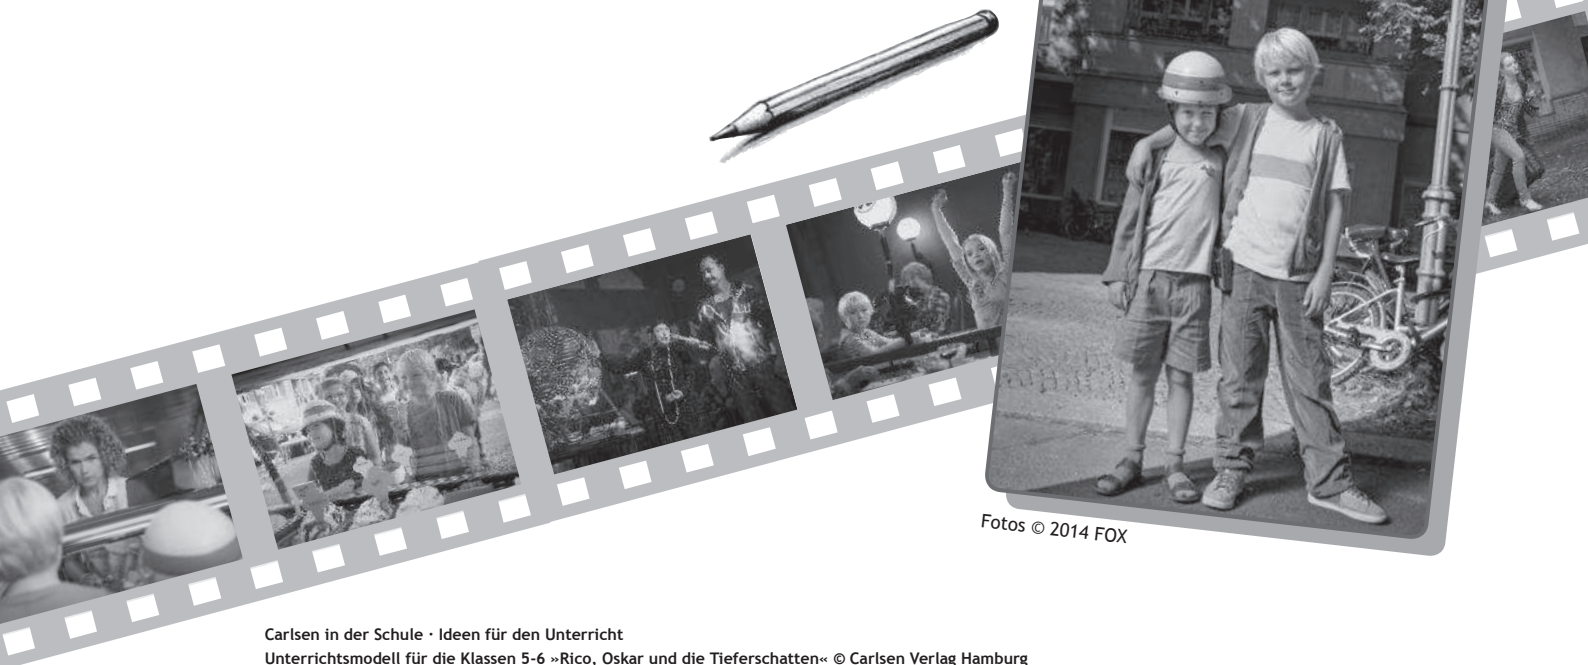 Fotos © 2014 FOX
Carlsen in der Schule · Ideen für den Unterricht
Unterrichtsmodell für die Klassen 5-6 »Rico, Oskar und die Tieferschatten« © Carlsen Verlag Hamburg